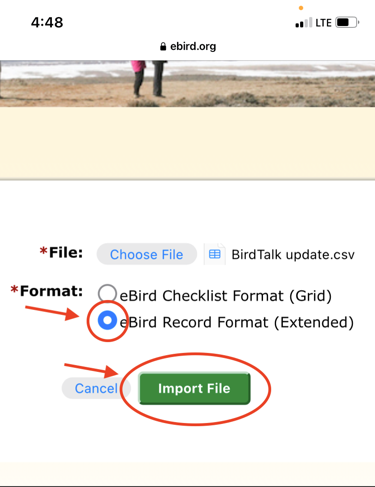 4:48
LTE
ebird.org
*File: Choose File BirdTalk update.csv
*Format: eBird Checklist Format (Grid)
eBird Record Format (Extended)
Cancel Import File